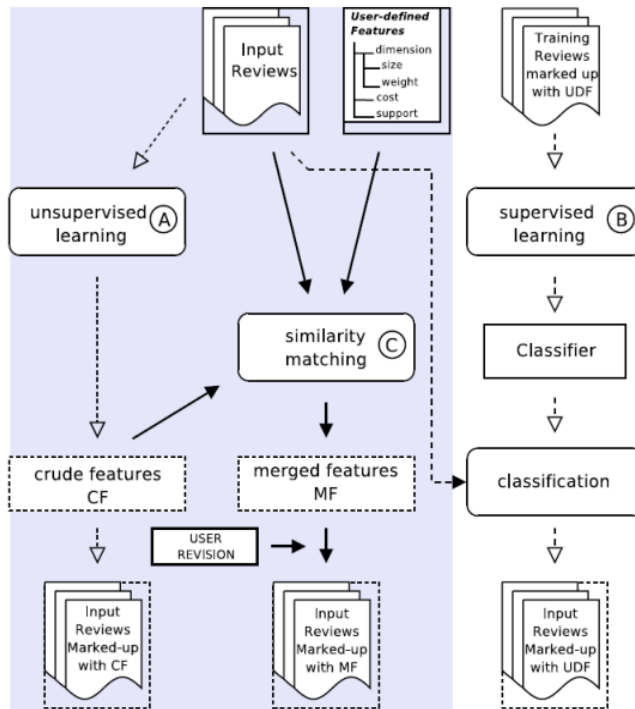 Input
Reviews
User-defined
Features
dimension
size
weight
cost
support
Training
Reviews
marked up
with UDF
unsupervised
learning
A
supervised
learning
B
similarity
matching
C
Classifier
crude features
CF
merged features
MF
classification
USER
REVISION
Input
Reviews
Marked-up
with CF
Input
Reviews
Marked-up
with MF
Input
Reviews
Marked-up
with UDF